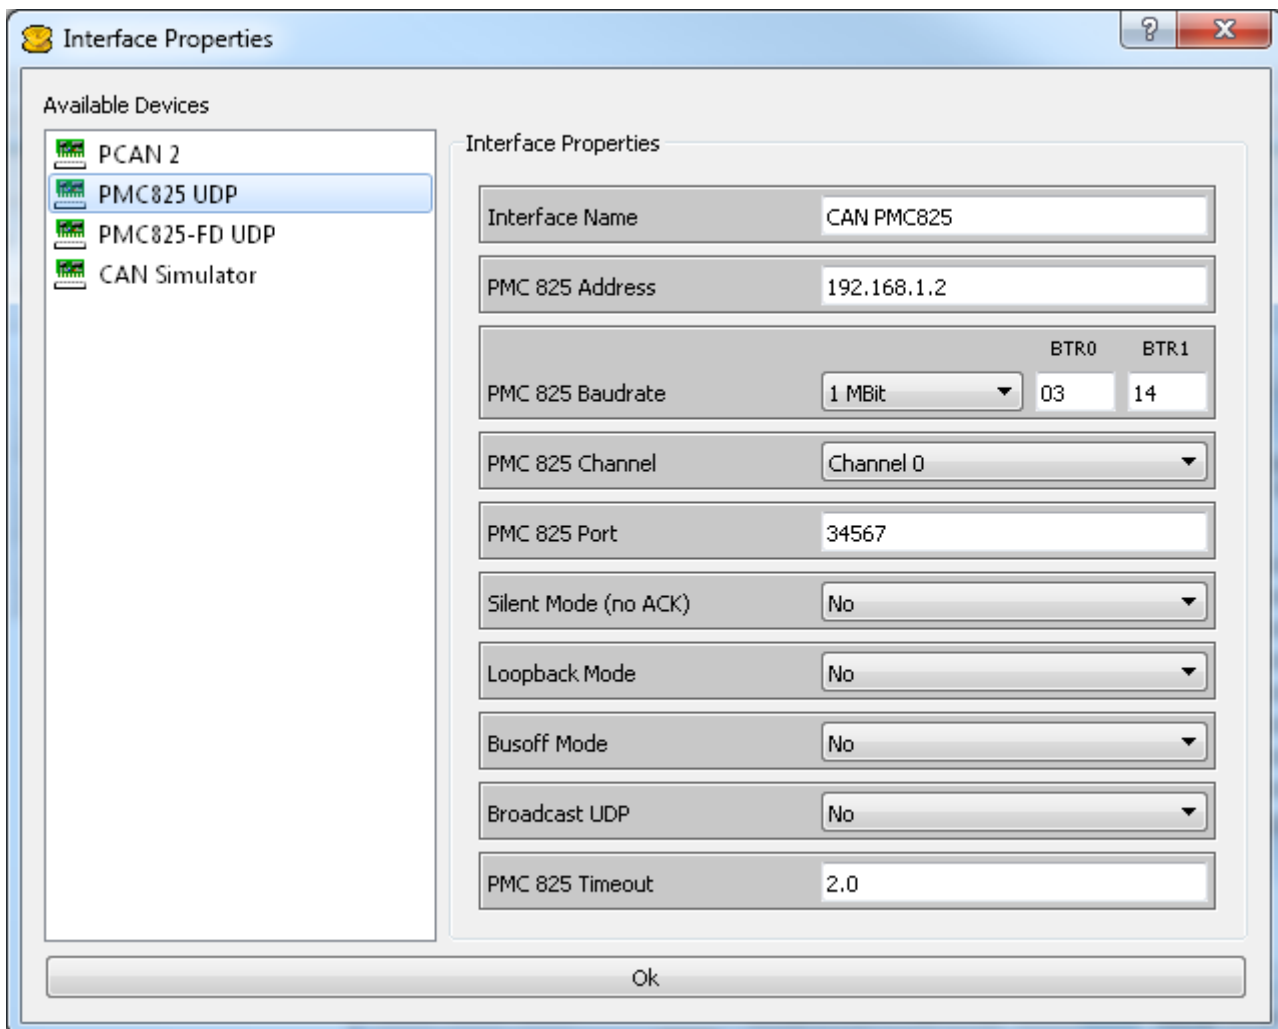 Interface Properties
Available Devices
PCAN 2
PMC825 UDP
PMC825-FD UDP
CAN Simulator
Interface Properties
Interface Name CAN PMC825
PMC 825 Address 192.168.1.2
BTR0 BTR1
PMC 825 Baudrate 1 MBit 03 14
PMC 825 Channel Channel 0
PMC 825 Port 34567
Silent Mode (no ACK) No
Loopback Mode No
Busoff Mode No
Broadcast UDP No
PMC 825 Timeout 2.0
Ok